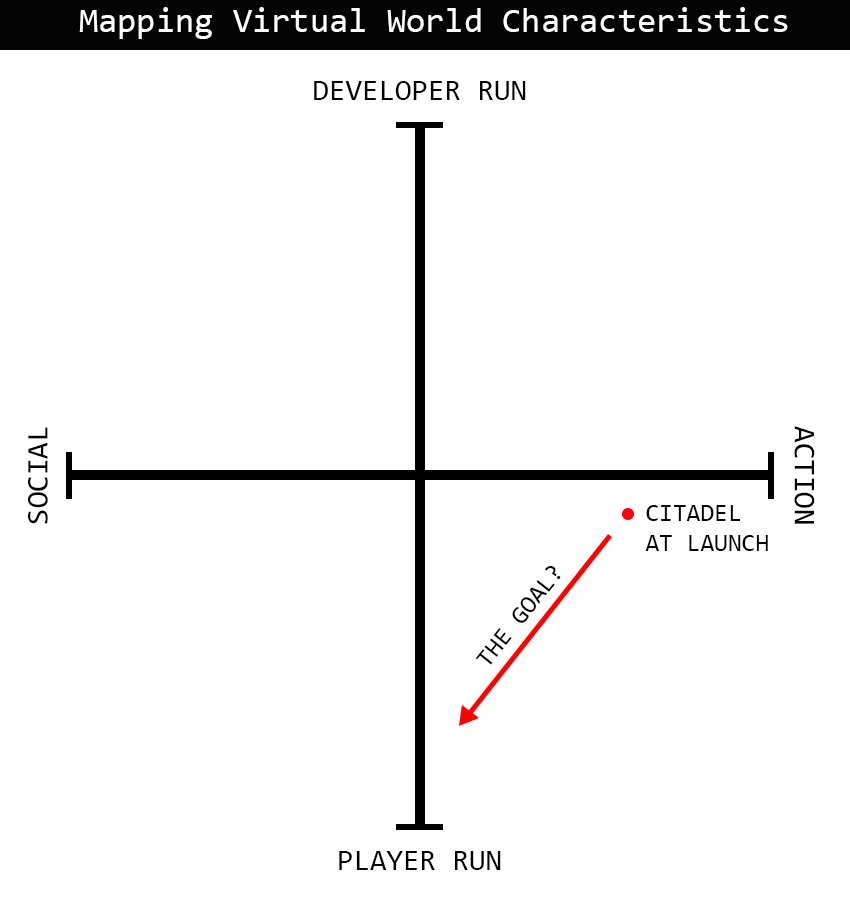 Mapping Virtual World Characteristics
DEVELOPER RUN
SOCIAL
ACTION
CITADEL
AT LAUNCH
THE GOAL?
PLAYER RUN